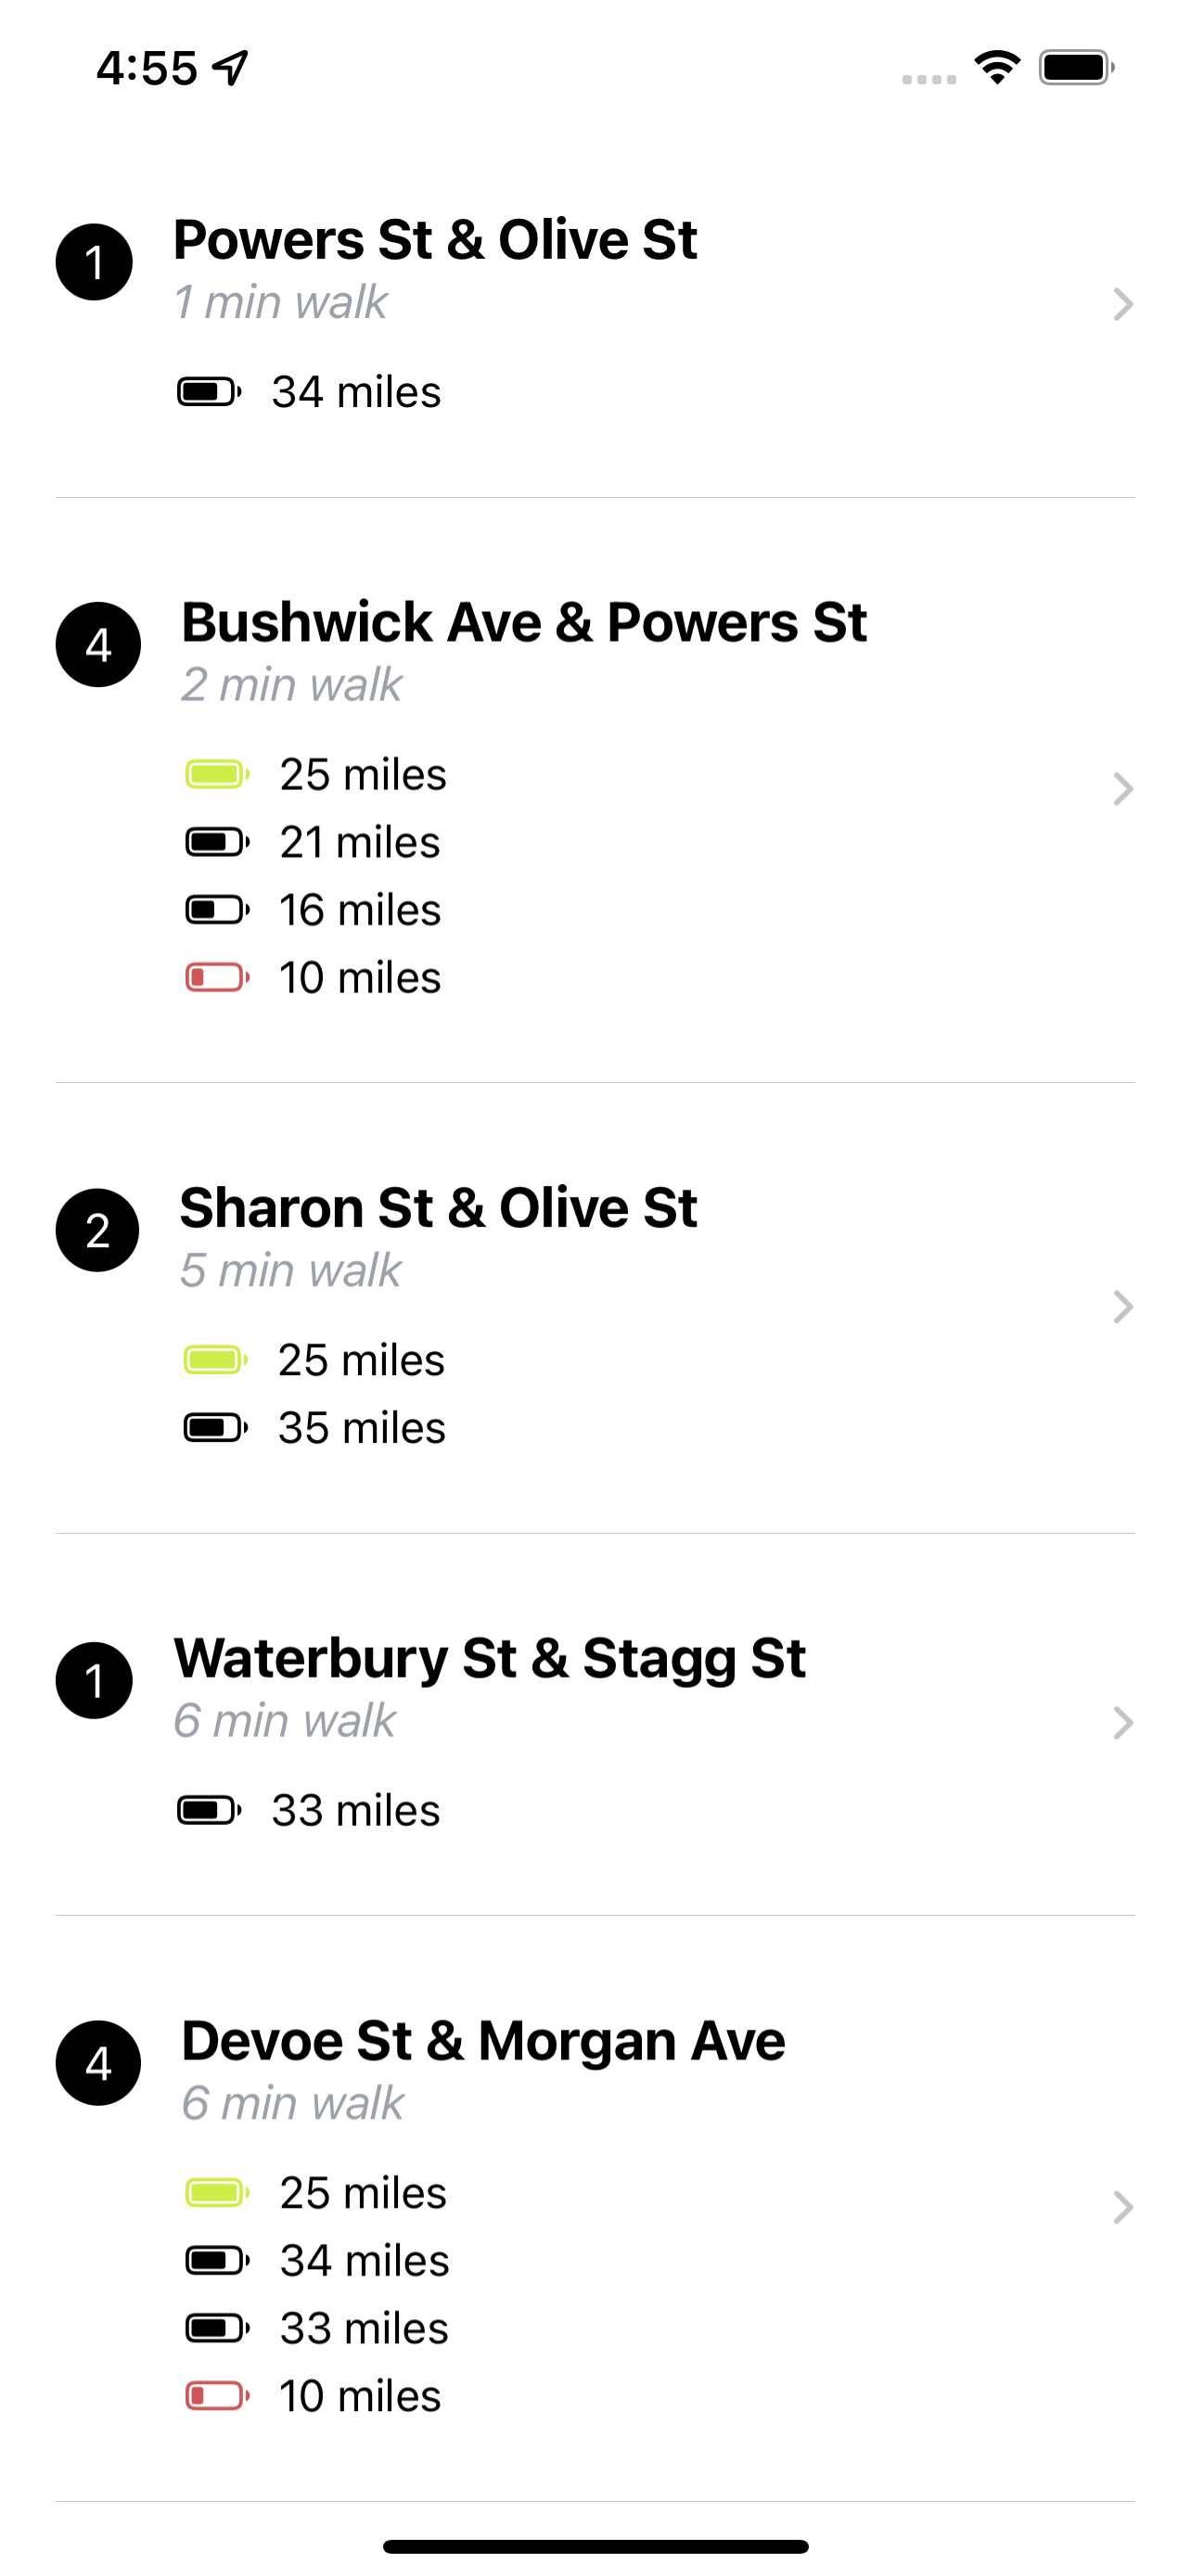 4:55
1
Powers St & Olive St
1 min walk
34 miles
4
Bushwick Ave & Powers St
2 min walk
25 miles
21 miles
16 miles
10 miles
2
Sharon St & Olive St
5 min walk
25 miles
35 miles
1
Waterbury St & Stagg St
6 min walk
33 miles
4
Devoe St & Morgan Ave
6 min walk
25 miles
34 miles
33 miles
10 miles